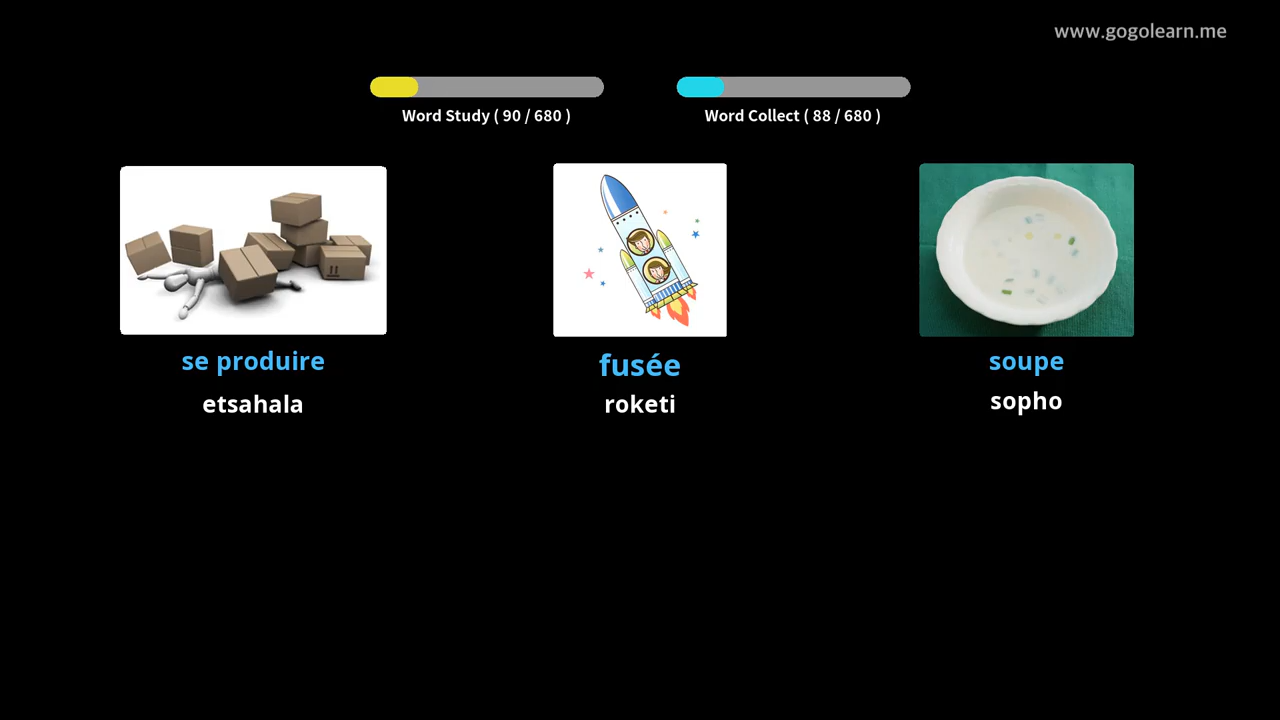 www.gogolearn.me
Word Study ( 90 / 680 )
Word Collect ( 88 / 680 )
se produire
etsahala
fusée
roketi
soupe
sopho